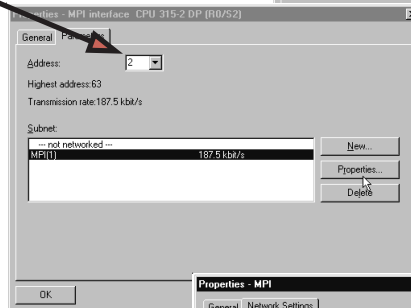 Properties - MPI interface CPU 315-2 DP (R0/S2)
General Parameters
Address: 2
Highest address:63
Transmission rate:187.5 kbit/s
Subnet:
--- not networked ---
MPI(1) 187.5 kbit/s
New...
Properties...
Delete
OK
Properties - MPI
General Network Settings